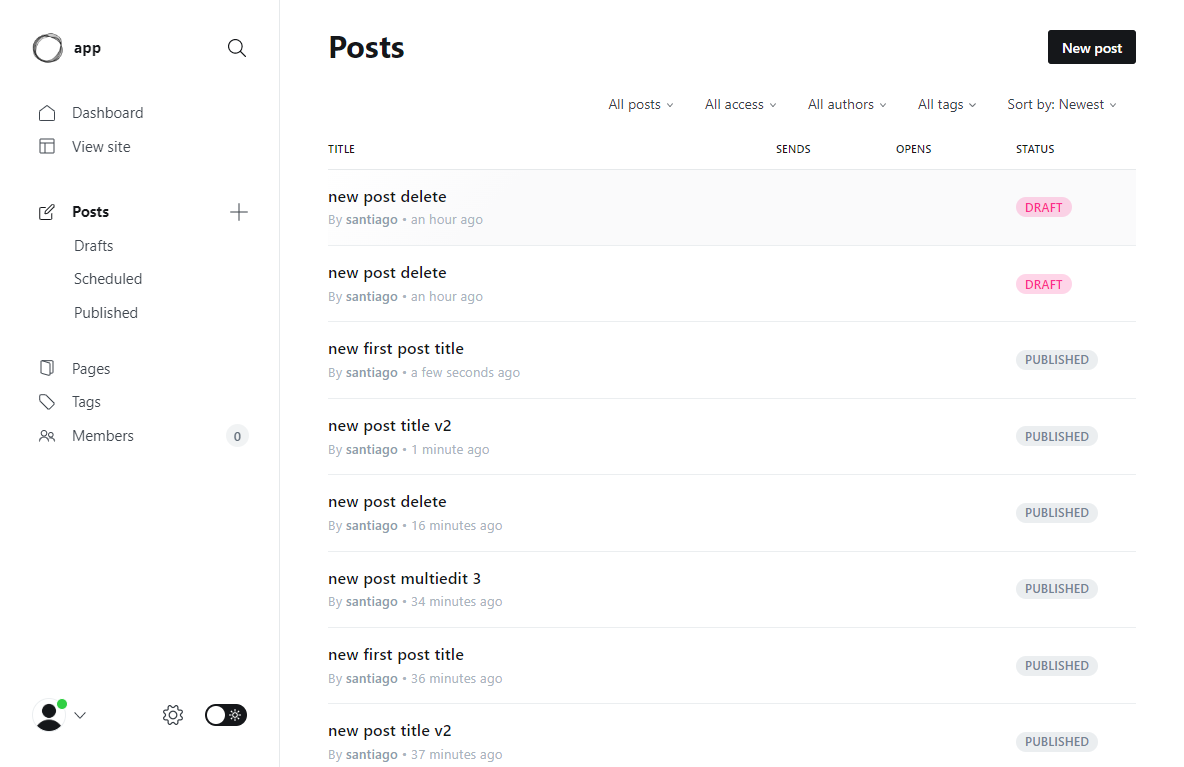 app
Dashboard
View site
Posts
Drafts
Scheduled
Published
Pages
Tags
Members 0
Posts
New post
All posts All access All authors All tags Sort by: Newest
TITLE SENDS OPENS STATUS
new post delete
By santiago • an hour ago
DRAFT
new post delete
By santiago • an hour ago
DRAFT
new first post title
By santiago • a few seconds ago
PUBLISHED
new post title v2
By santiago • 1 minute ago
PUBLISHED
new post delete
By santiago • 16 minutes ago
PUBLISHED
new post multiedit 3
By santiago • 34 minutes ago
PUBLISHED
new first post title
By santiago • 36 minutes ago
PUBLISHED
new post title v2
By santiago • 37 minutes ago
PUBLISHED